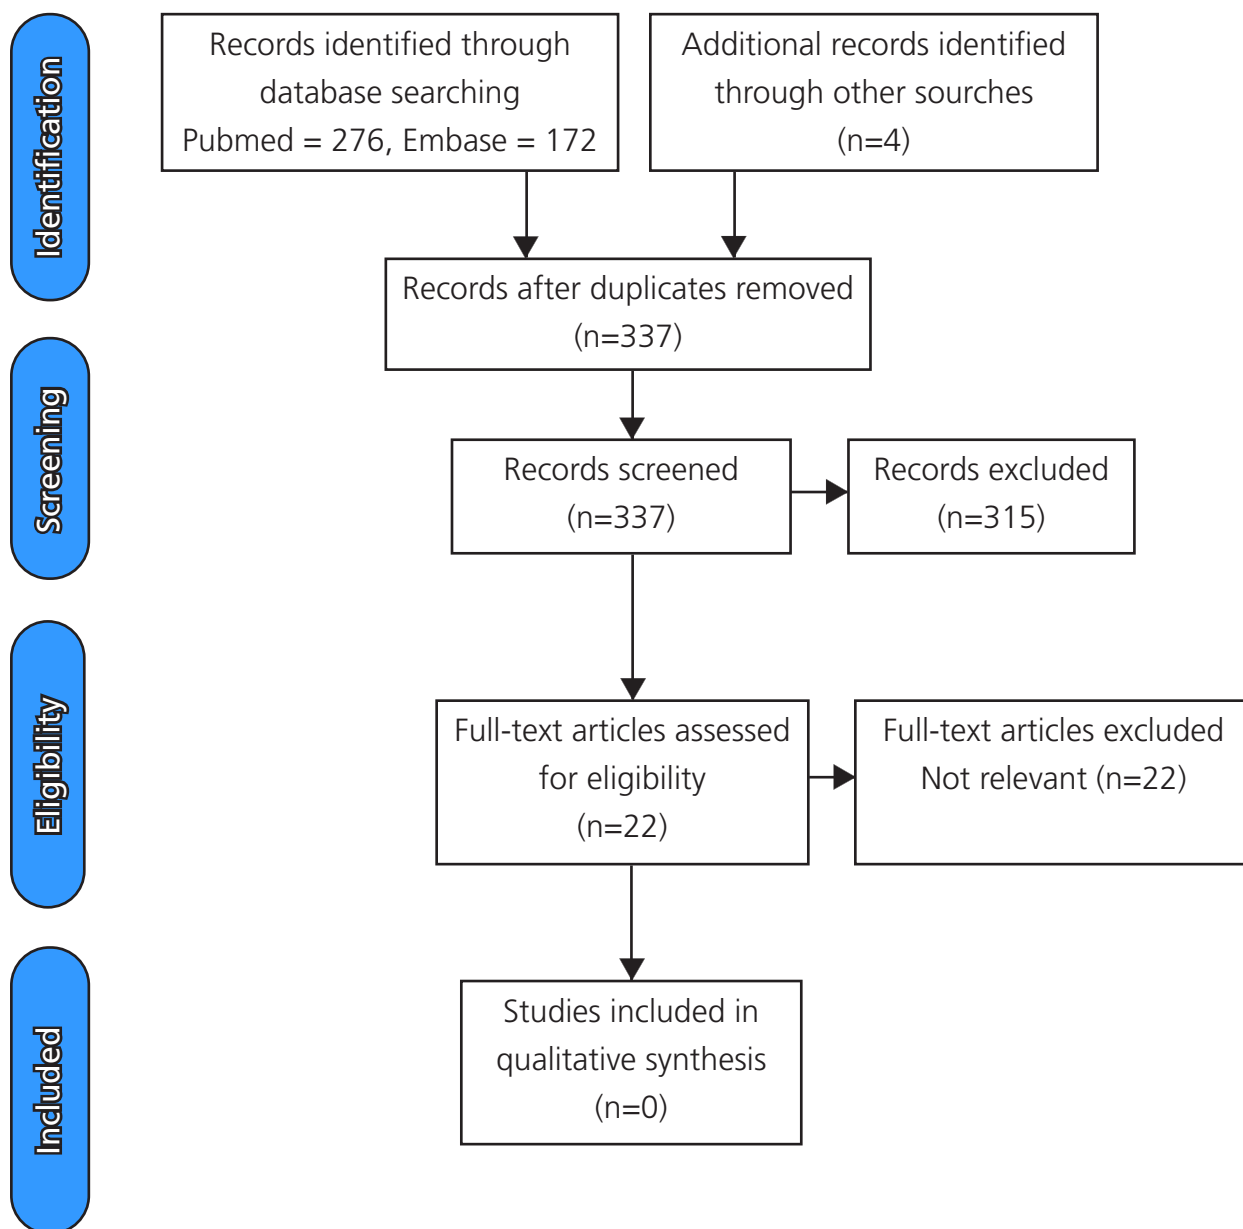 Identification
Records identified through
database searching
Pubmed = 276, Embase = 172
Additional records identified
through other sourches
(n=4)
Records after duplicates removed
(n=337)
Screening
Records screened
(n=337)
Records excluded
(n=315)
Eligibility
Full-text articles assessed
for eligibility
(n=22)
Full-text articles excluded
Not relevant (n=22)
Included
Studies included in
qualitative synthesis
(n=0)